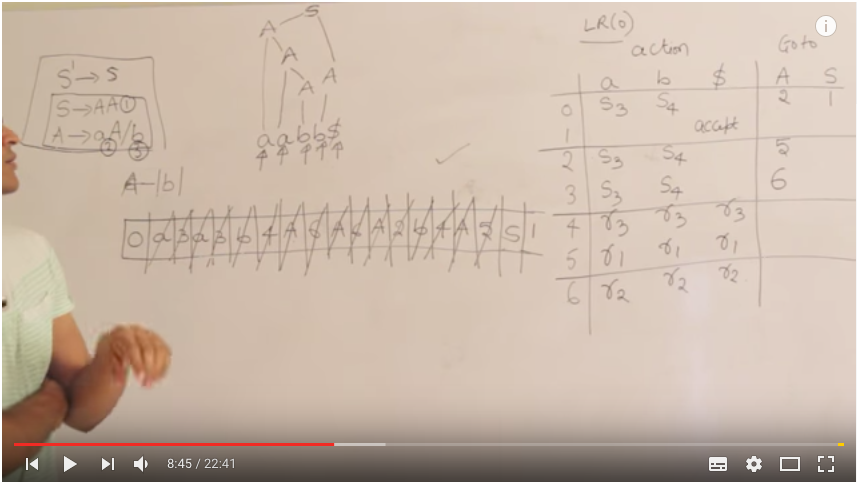 S' → S
S → AA ①
A → aA/b
② ③
A – |b|
S
A
A
A A
a a b b $
↑ ↑ ↑ ↑ ↑
0 a 3 a 3 b 4 A 6 A 6 A 2 b 4 A 5 S 1
LR(0)
action Goto
a b $ A S
0 S3 S4 2 1
1 accept
2 S3 S4 5
3 S3 S4 6
4 r3 r3 r3
5 r1 r1 r1
6 r2 r2 r2
i
8:45 / 22:41